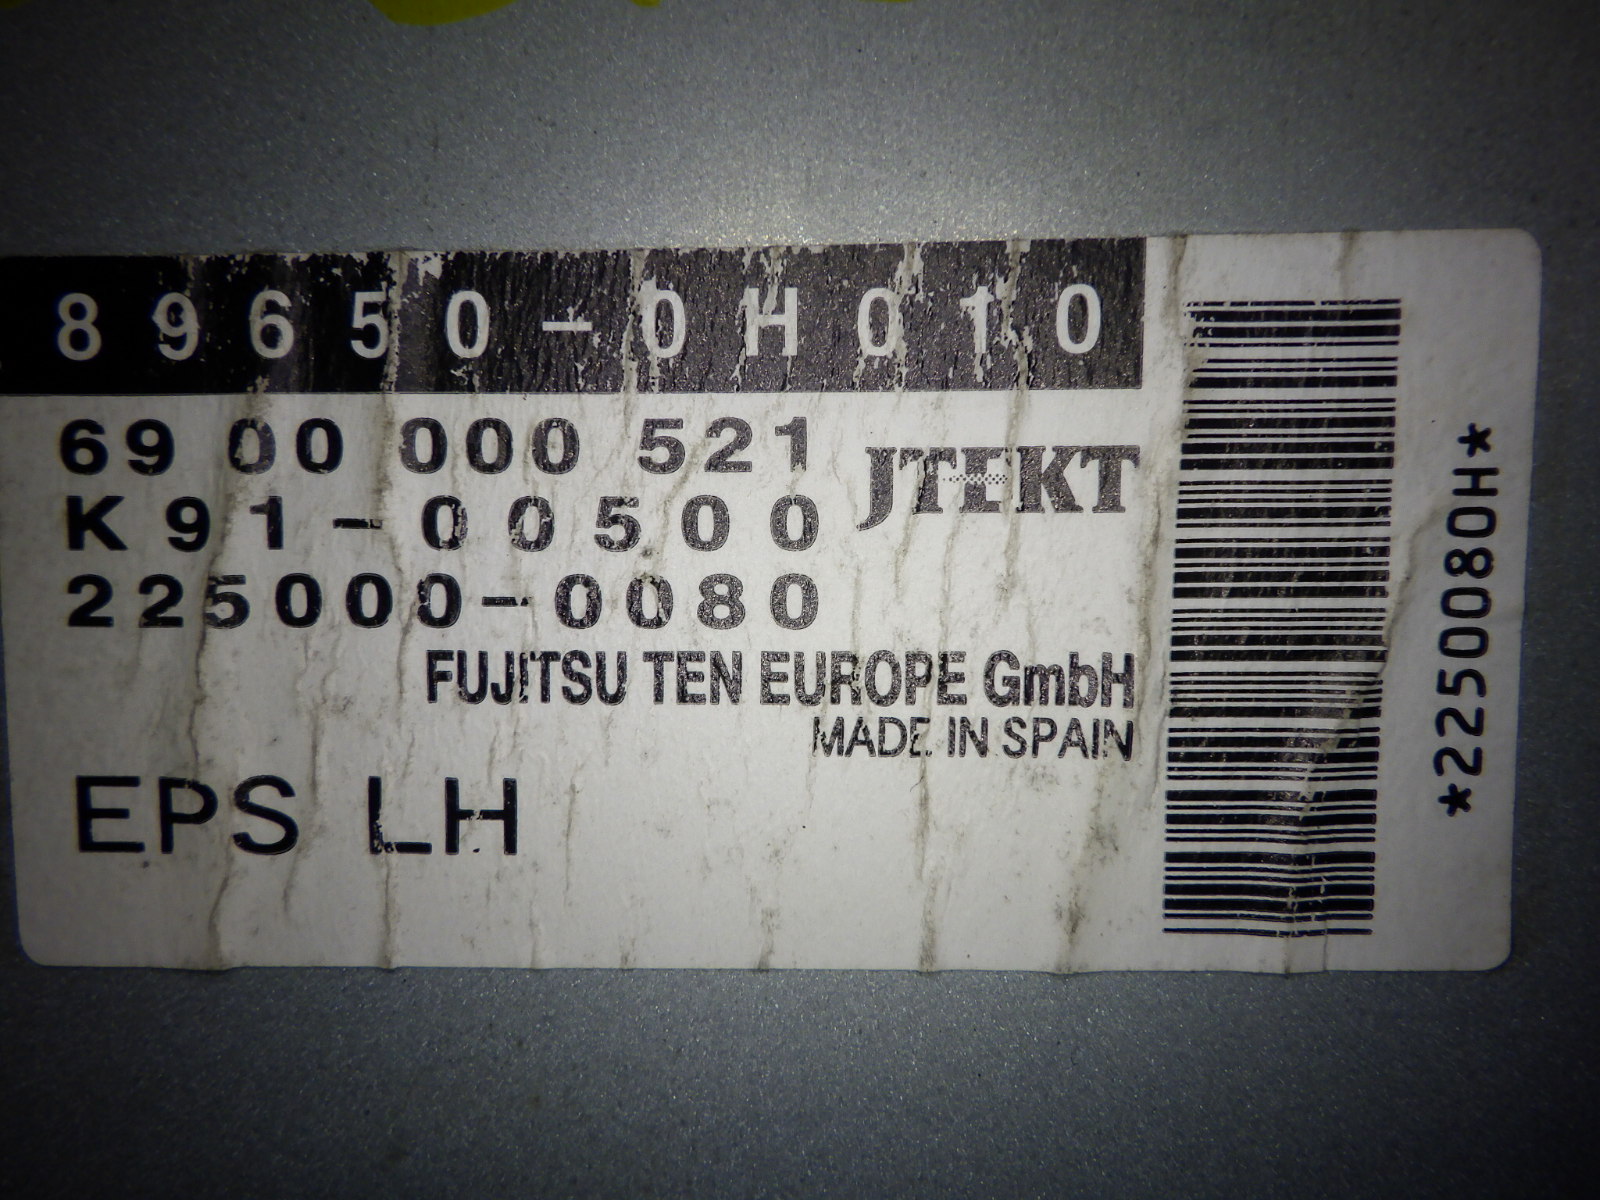 89650-0H010
69 00 000 521
K91-00500
JTEKT
225000-0080
FUJITSU TEN EUROPE GmbH
MADE IN SPAIN
EPS LH
*2250080H*